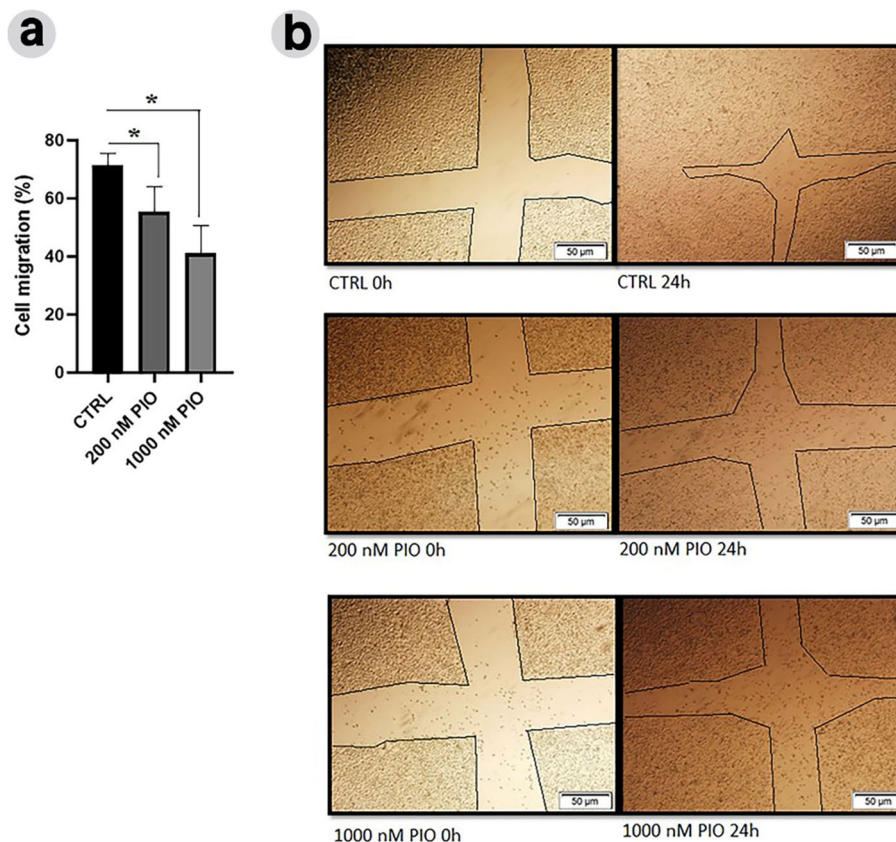 a
b
*
*
80
60
40
20
0
Cell migration (%)
CTRL
200 nM PIO
1000 nM PIO
50 µm
50 µm
CTRL 0h
CTRL 24h
50 µm
50 µm
200 nM PIO 0h
200 nM PIO 24h
50 µm
50 µm
1000 nM PIO 0h
1000 nM PIO 24h